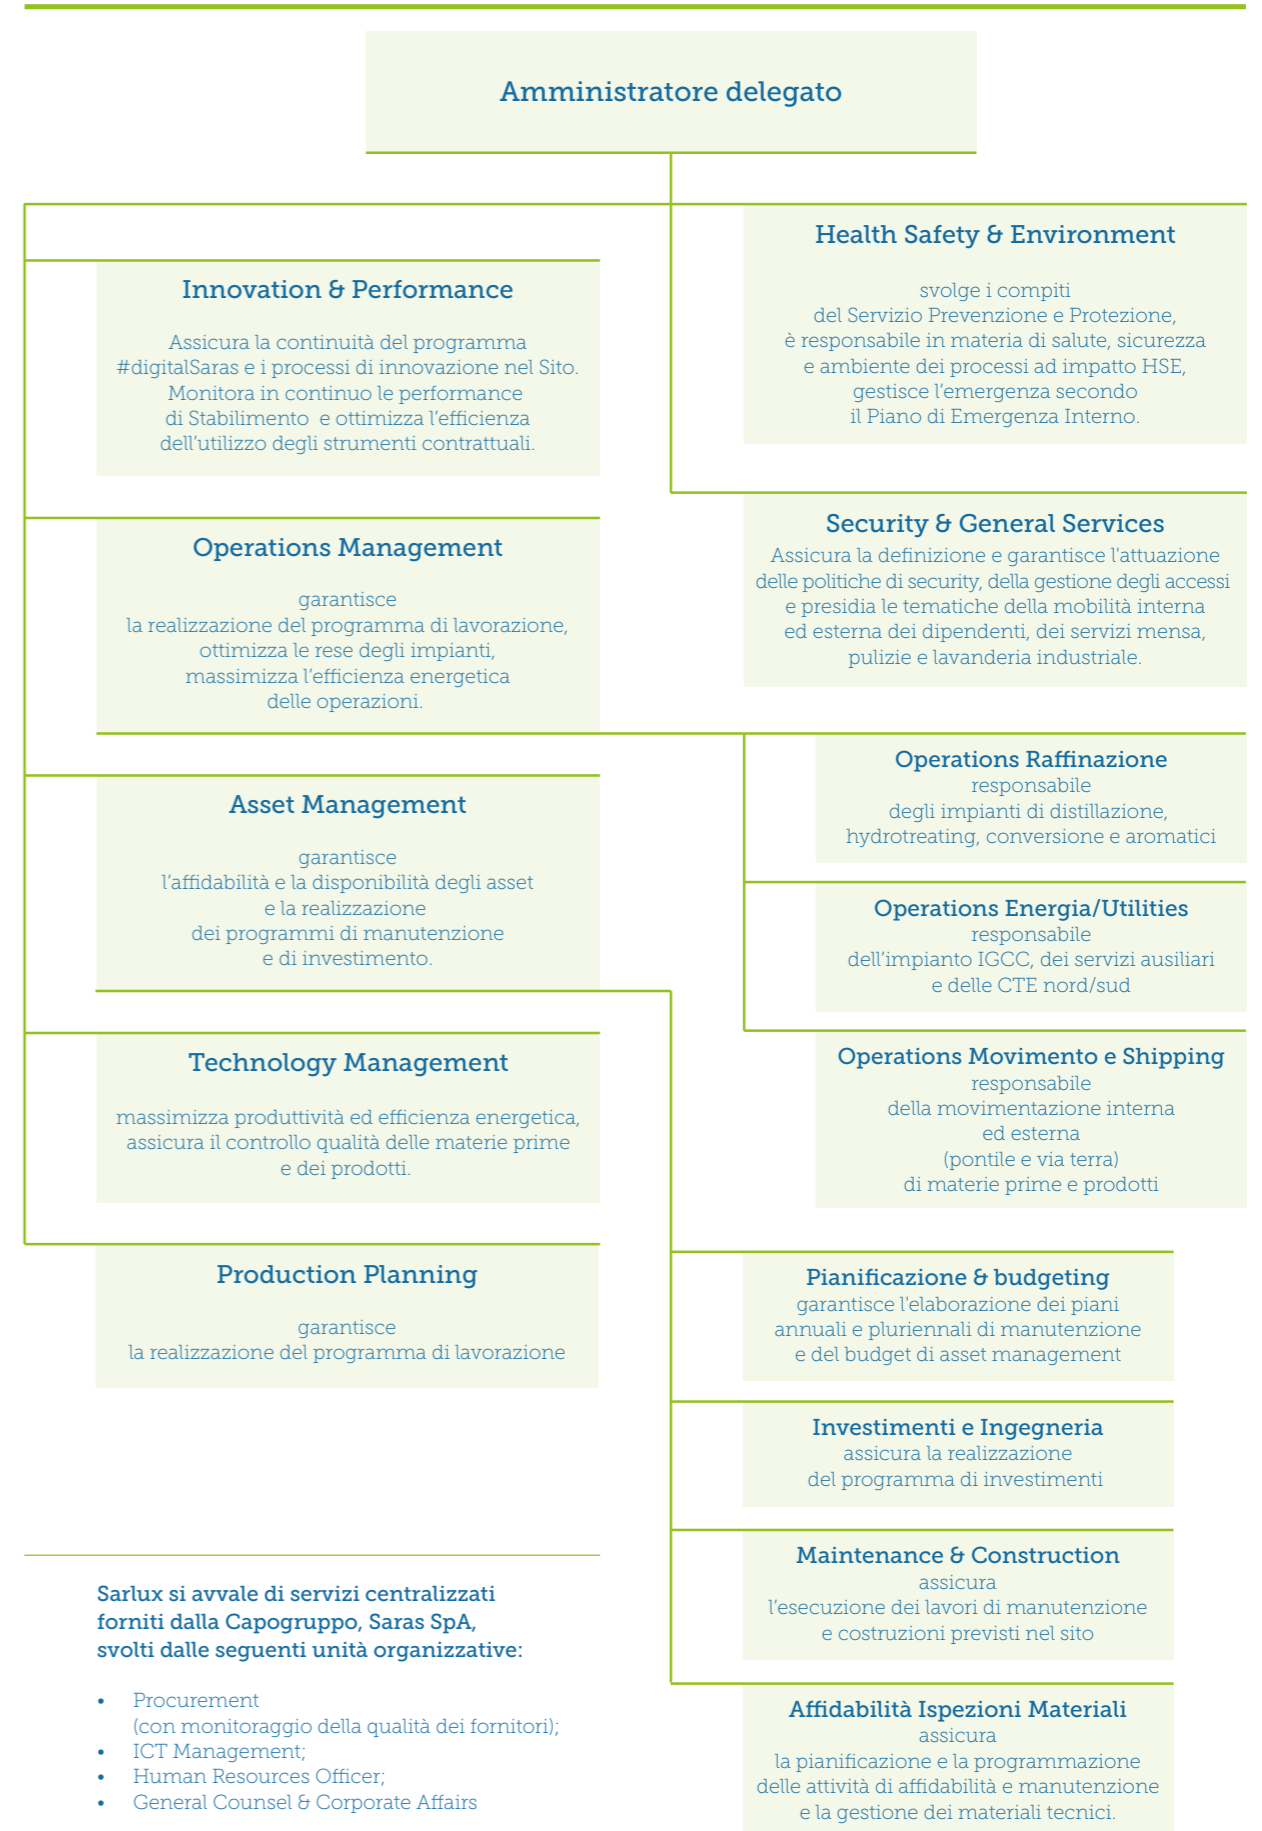 Amministratore delegato
Health Safety & Environment
svolge i compiti
del Servizio Prevenzione e Protezione,
è responsabile in materia di salute, sicurezza
e ambiente dei processi ad impatto HSE,
gestisce l'emergenza secondo
il Piano di Emergenza Interno.
Innovation & Performance
Assicura la continuità del programma
#digitalSaras e i processi di innovazione nel Sito.
Monitora in continuo le performance
di Stabilimento e ottimizza l'efficienza
dell'utilizzo degli strumenti contrattuali.
Security & General Services
Assicura la definizione e garantisce l'attuazione
delle politiche di security, della gestione degli accessi
e presidia le tematiche della mobilità interna
ed esterna dei dipendenti, dei servizi mensa,
pulizie e lavanderia industriale.
Operations Management
garantisce
la realizzazione del programma di lavorazione,
ottimizza le rese degli impianti,
massimizza l'efficienza energetica
delle operazioni.
Operations Raffinazione
responsabile
degli impianti di distillazione,
hydrotreating, conversione e aromatici
Operations Energia/Utilities
responsabile
dell'impianto IGCC, dei servizi ausiliari
e delle CTE nord/sud
Operations Movimento e Shipping
responsabile
della movimentazione interna
ed esterna
(pontile e via terra)
di materie prime e prodotti
Asset Management
garantisce
l'affidabilità e la disponibilità degli asset
e la realizzazione
dei programmi di manutenzione
e di investimento.
Technology Management
massimizza produttività ed efficienza energetica,
assicura il controllo qualità delle materie prime
e dei prodotti.
Production Planning
garantisce
la realizzazione del programma di lavorazione
Pianificazione & budgeting
garantisce l'elaborazione dei piani
annuali e pluriennali di manutenzione
e del budget di asset management
Investimenti e Ingegneria
assicura la realizzazione
del programma di investimenti
Maintenance & Construction
assicura
l'esecuzione dei lavori di manutenzione
e costruzioni previsti nel sito
Affidabilità Ispezioni Materiali
assicura
la pianificazione e la programmazione
delle attività di affidabilità e manutenzione
e la gestione dei materiali tecnici.
Sarlux si avvale di servizi centralizzati
forniti dalla Capogruppo, Saras SpA,
svolti dalle seguenti unità organizzative:
• Procurement
(con monitoraggio della qualità dei fornitori);
• ICT Management;
• Human Resources Officer;
• General Counsel & Corporate Affairs